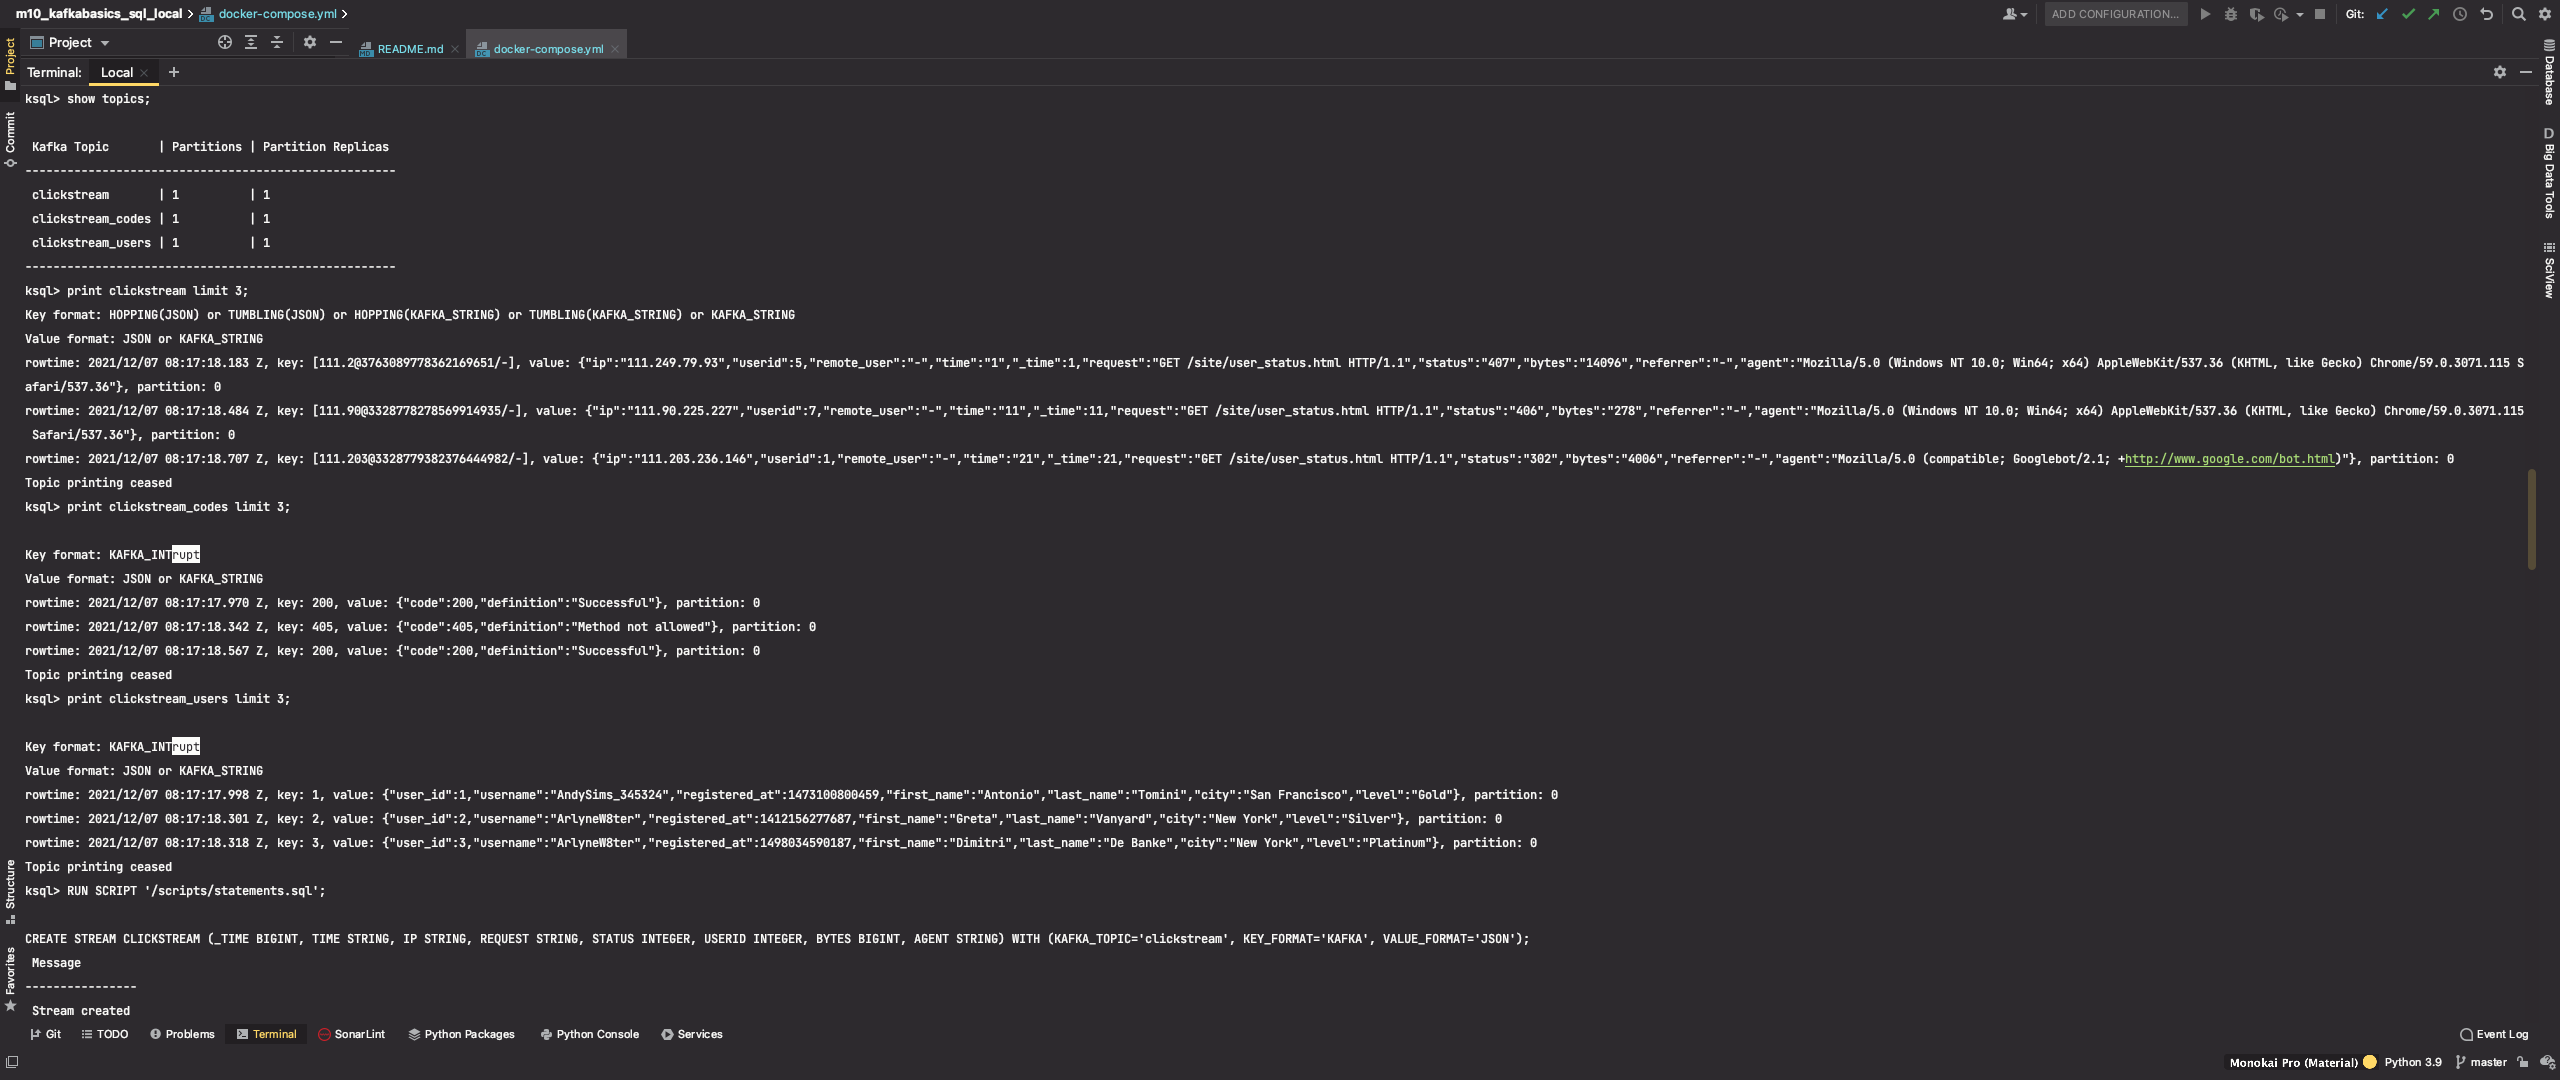 m10_kafkabasics_sql_local
docker-compose.yml
ADD CONFIGURATION...
Git:
Project
README.md
docker-compose.yml
Terminal:
Local
+
ksql> show topics;
Kafka Topic | Partitions | Partition Replicas
-----------------------------------------------------
clickstream | 1 | 1
clickstream_codes | 1 | 1
clickstream_users | 1 | 1
-----------------------------------------------------
ksql> print clickstream limit 3;
Key format: HOPPING(JSON) or TUMBLING(JSON) or HOPPING(KAFKA_STRING) or TUMBLING(KAFKA_STRING) or KAFKA_STRING
Value format: JSON or KAFKA_STRING
rowtime: 2021/12/07 08:17:18.183 Z, key: [111.2@3763089778362169651/-], value: {"ip":"111.249.79.93","userid":5,"remote_user":"-","time":"1","_time":1,"request":"GET /site/user_status.html HTTP/1.1","status":"407","bytes":"14096","referrer":"-","agent":"Mozilla/5.0 (Windows NT 10.0; Win64; x64) AppleWebKit/537.36 (KHTML, like Gecko) Chrome/59.0.3071.115 S
afari/537.36"}, partition: 0
rowtime: 2021/12/07 08:17:18.484 Z, key: [111.90@3328778278569914935/-], value: {"ip":"111.90.225.227","userid":7,"remote_user":"-","time":"11","_time":11,"request":"GET /site/user_status.html HTTP/1.1","status":"406","bytes":"278","referrer":"-","agent":"Mozilla/5.0 (Windows NT 10.0; Win64; x64) AppleWebKit/537.36 (KHTML, like Gecko) Chrome/59.0.3071.115
Safari/537.36"}, partition: 0
rowtime: 2021/12/07 08:17:18.707 Z, key: [111.203@3328779382376444982/-], value: {"ip":"111.203.236.146","userid":1,"remote_user":"-","time":"21","_time":21,"request":"GET /site/user_status.html HTTP/1.1","status":"302","bytes":"4006","referrer":"-","agent":"Mozilla/5.0 (compatible; Googlebot/2.1; +http://www.google.com/bot.html)"}, partition: 0
Topic printing ceased
ksql> print clickstream_codes limit 3;
Key format: KAFKA_INTrupt
Value format: JSON or KAFKA_STRING
rowtime: 2021/12/07 08:17:17.970 Z, key: 200, value: {"code":200,"definition":"Successful"}, partition: 0
rowtime: 2021/12/07 08:17:18.342 Z, key: 405, value: {"code":405,"definition":"Method not allowed"}, partition: 0
rowtime: 2021/12/07 08:17:18.567 Z, key: 200, value: {"code":200,"definition":"Successful"}, partition: 0
Topic printing ceased
ksql> print clickstream_users limit 3;
Key format: KAFKA_INTrupt
Value format: JSON or KAFKA_STRING
rowtime: 2021/12/07 08:17:17.998 Z, key: 1, value: {"user_id":1,"username":"AndySims_345324","registered_at":1473100800459,"first_name":"Antonio","last_name":"Tomini","city":"San Francisco","level":"Gold"}, partition: 0
rowtime: 2021/12/07 08:17:18.301 Z, key: 2, value: {"user_id":2,"username":"ArlyneW8ter","registered_at":1412156277687,"first_name":"Greta","last_name":"Vanyard","city":"New York","level":"Silver"}, partition: 0
rowtime: 2021/12/07 08:17:18.318 Z, key: 3, value: {"user_id":3,"username":"ArlyneW8ter","registered_at":1498034590187,"first_name":"Dimitri","last_name":"De Banke","city":"New York","level":"Platinum"}, partition: 0
Topic printing ceased
ksql> RUN SCRIPT '/scripts/statements.sql';
CREATE STREAM CLICKSTREAM (_TIME BIGINT, TIME STRING, IP STRING, REQUEST STRING, STATUS INTEGER, USERID INTEGER, BYTES BIGINT, AGENT STRING) WITH (KAFKA_TOPIC='clickstream', KEY_FORMAT='KAFKA', VALUE_FORMAT='JSON');
Message
----------------
Stream created
Project
Commit
Structure
Favorites
Database
D Big Data Tools
SciView
Git
TODO
Problems
Terminal
SonarLint
Python Packages
Python Console
Services
Event Log
Monokai Pro (Material)
Python 3.9
master